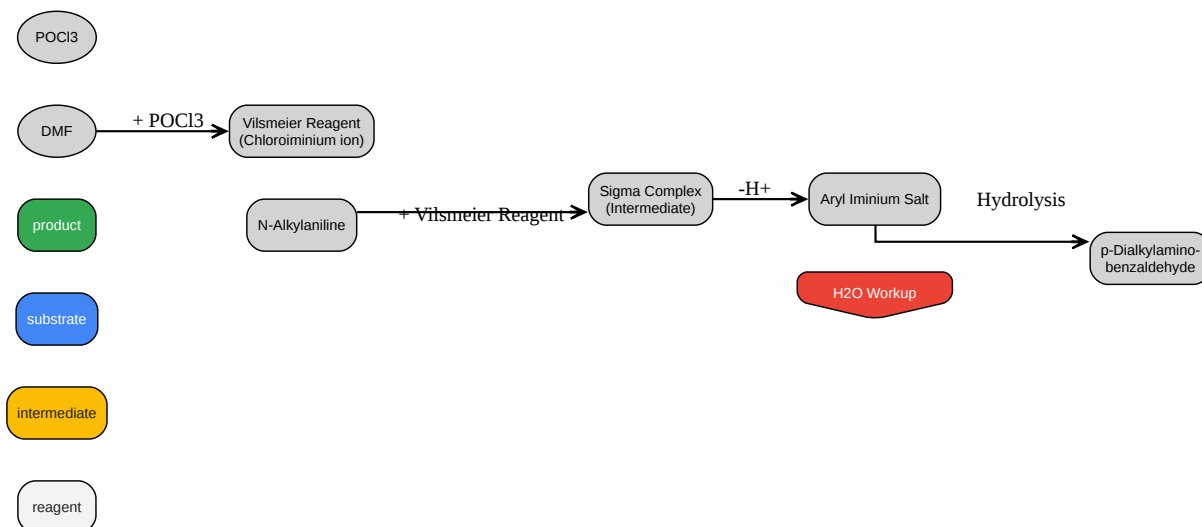 POCl3
DMF
+ POCl3
Vilsmeier Reagent
(Chloroiminium ion)
product
N-Alkylaniline
+ Vilsmeier Reagent
Sigma Complex
(Intermediate)
-H+
Aryl Iminium Salt
Hydrolysis
p-Dialkylamino-
benzaldehyde
H2O Workup
substrate
intermediate
reagent